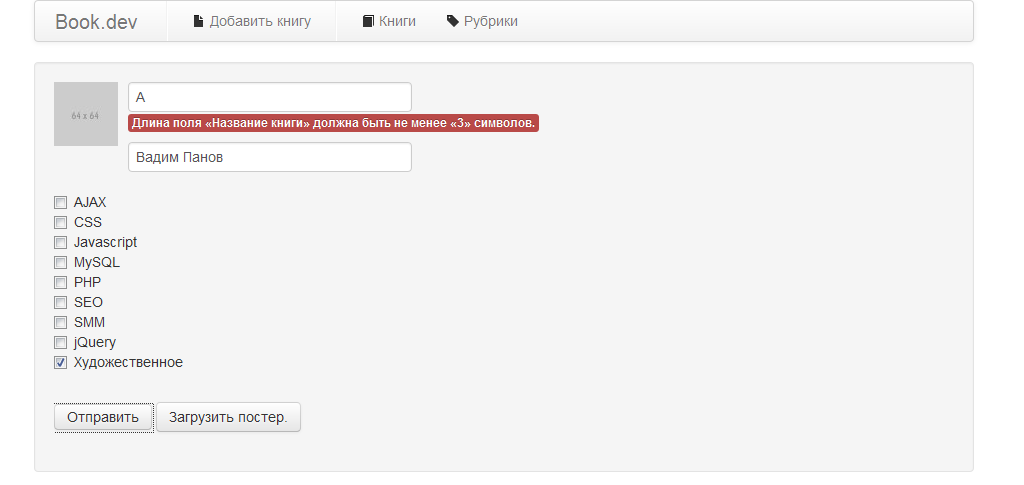 Book.dev Добавить книгу Книги Рубрики
64 x 64
А
Длина поля «Название книги» должна быть не менее «3» символов.
Вадим Панов
AJAX
CSS
Javascript
MySQL
PHP
SEO
SMM
jQuery
Художественное
Отправить Загрузить постер.